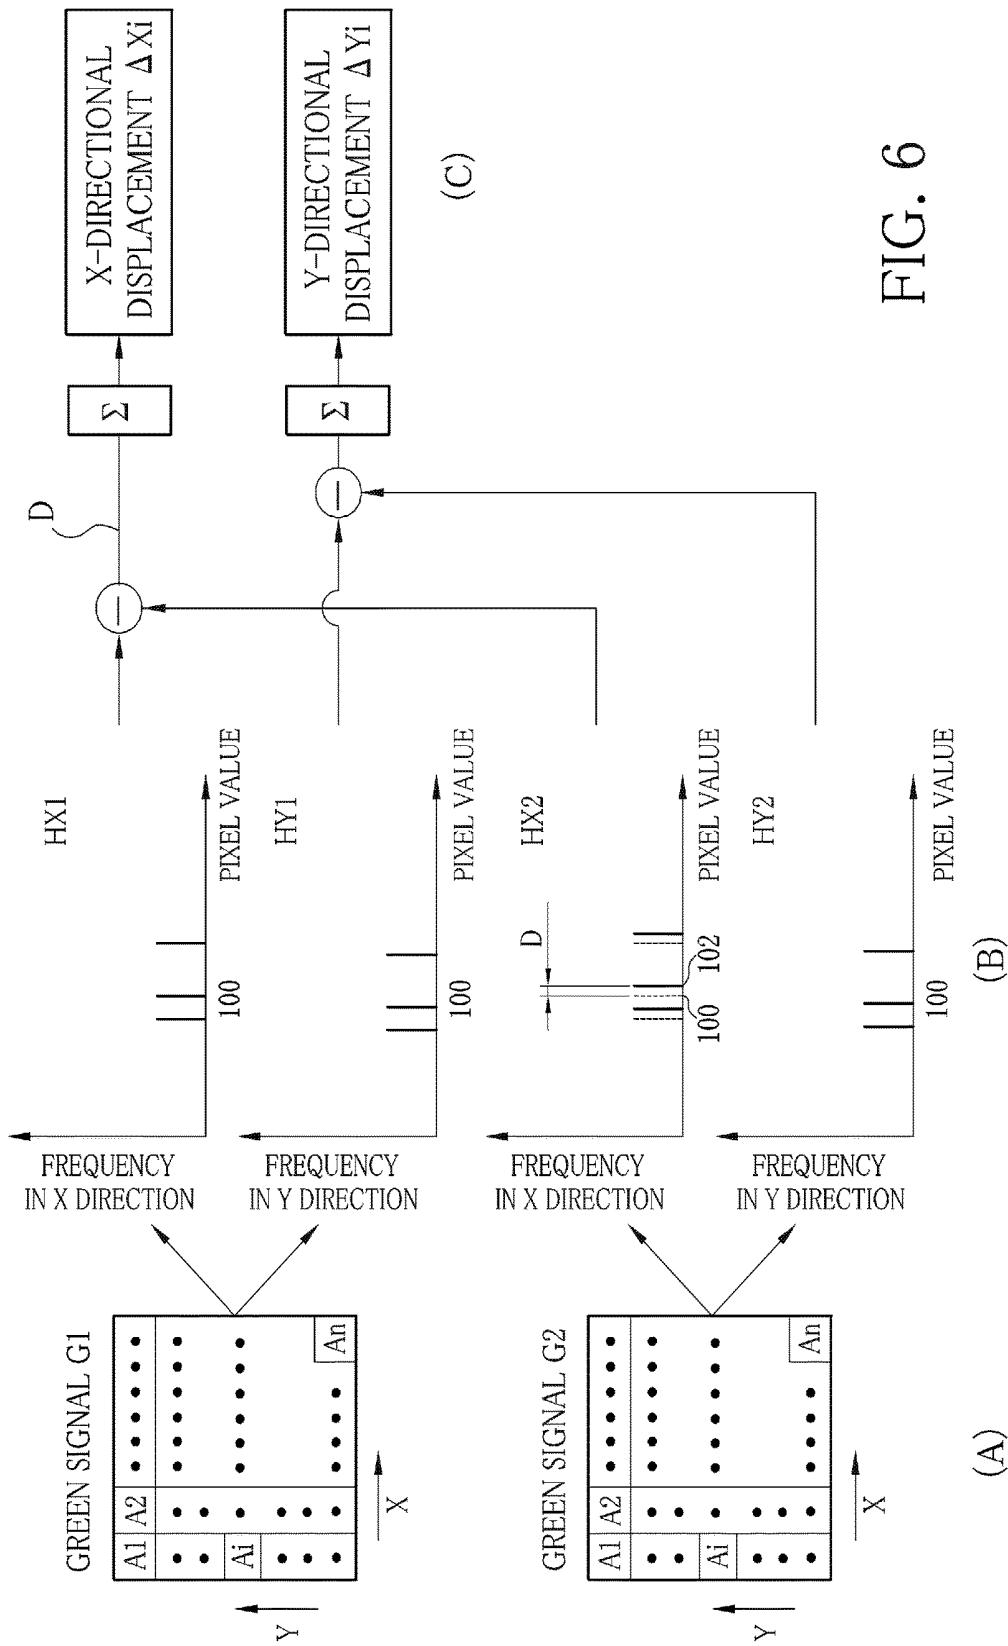 GREEN SIGNAL G1
A1
A2
Ai
An
Y
X
FREQUENCY
IN X DIRECTION
HX1
100
PIXEL VALUE
FREQUENCY
IN Y DIRECTION
HY1
100
PIXEL VALUE
GREEN SIGNAL G2
A1
A2
Ai
An
Y
X
FREQUENCY
IN X DIRECTION
HX2
D
100
102
PIXEL VALUE
FREQUENCY
IN Y DIRECTION
HY2
100
PIXEL VALUE
D
−
Σ
X-DIRECTIONAL
DISPLACEMENT Δ Xi
−
Σ
Y-DIRECTIONAL
DISPLACEMENT Δ Yi
(A)
(B)
(C)
FIG. 6